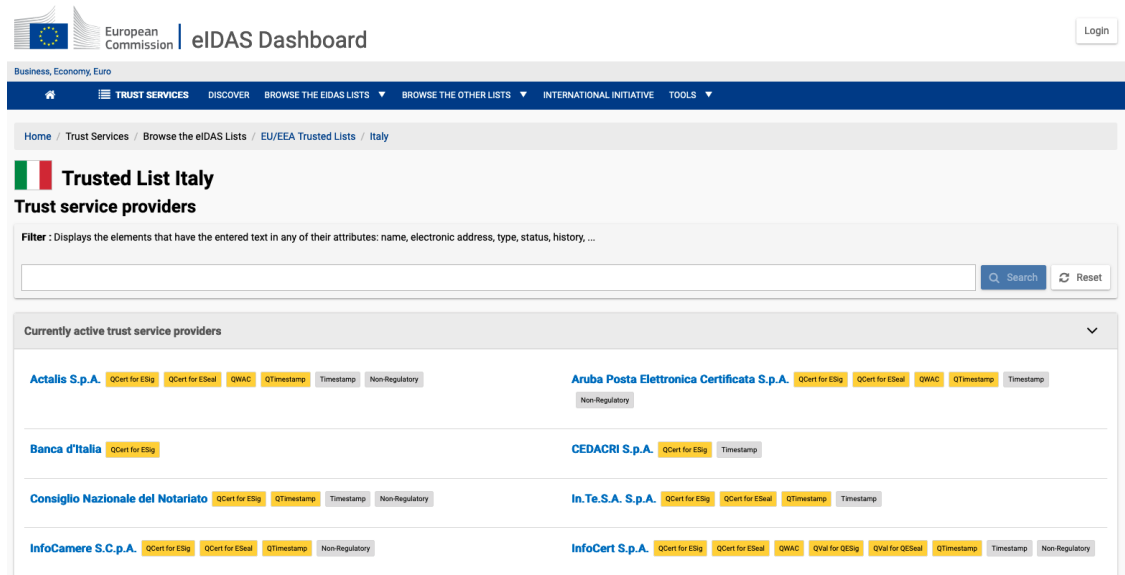 European
Commission
eIDAS Dashboard
Login
Business, Economy, Euro
TRUST SERVICES DISCOVER BROWSE THE EIDAS LISTS ▼ BROWSE THE OTHER LISTS ▼ INTERNATIONAL INITIATIVE TOOLS ▼
Home / Trust Services / Browse the eIDAS Lists / EU/EEA Trusted Lists / Italy
Trusted List Italy
Trust service providers
Filter : Displays the elements that have the entered text in any of their attributes: name, electronic address, type, status, history, ...
Search Reset
Currently active trust service providers
Actalis S.p.A. QCert for ESig QCert for ESeal QWAC QTimestamp Timestamp Non-Regulatory
Aruba Posta Elettronica Certificata S.p.A. QCert for ESig QCert for ESeal QWAC QTimestamp Timestamp
Non-Regulatory
Banca d'Italia QCert for ESig
CEDACRI S.p.A. QCert for ESig Timestamp
Consiglio Nazionale del Notariato QCert for ESig QTimestamp Timestamp Non-Regulatory
In.Te.S.A. S.p.A. QCert for ESig QCert for ESeal QTimestamp Timestamp
InfoCamere S.C.p.A. QCert for ESig QCert for ESeal QTimestamp Non-Regulatory
InfoCert S.p.A. QCert for ESig QCert for ESeal QWAC QVal for QESig QVal for QESeal QTimestamp Timestamp Non-Regulatory